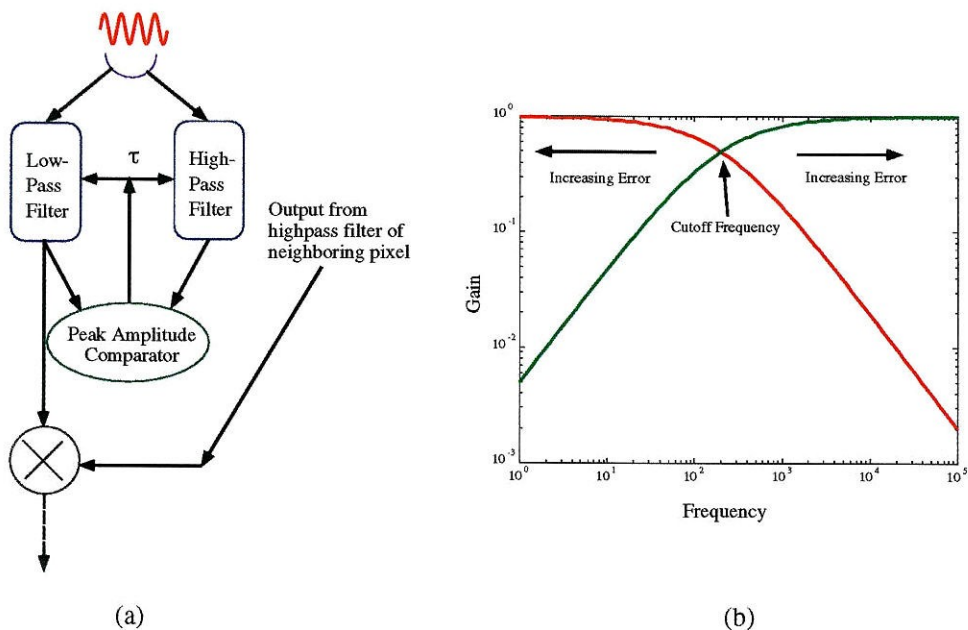 τ
Low-
Pass
Filter
High-
Pass
Filter
Output from
highpass filter of
neighboring pixel
Peak Amplitude
Comparator
(a)
10^0
10^-1
10^-2
10^-3
Gain
Increasing Error
Increasing Error
Cutoff Frequency
10^0
10^1
10^2
10^3
10^4
10^5
Frequency
(b)